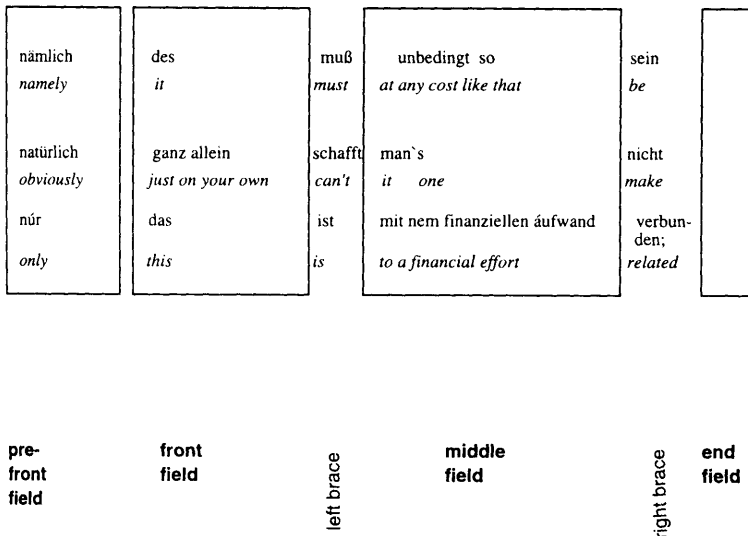 nämlich des muß unbedingt so sein
namely it must at any cost like that be
natürlich ganz allein schafft man`s nicht
obviously just on your own can't it one make
núr das ist mit nem finanziellen áufwand verbun-
den;
only this is to a financial effort related
pre- front middle end
front field field field
field
left brace
right brace